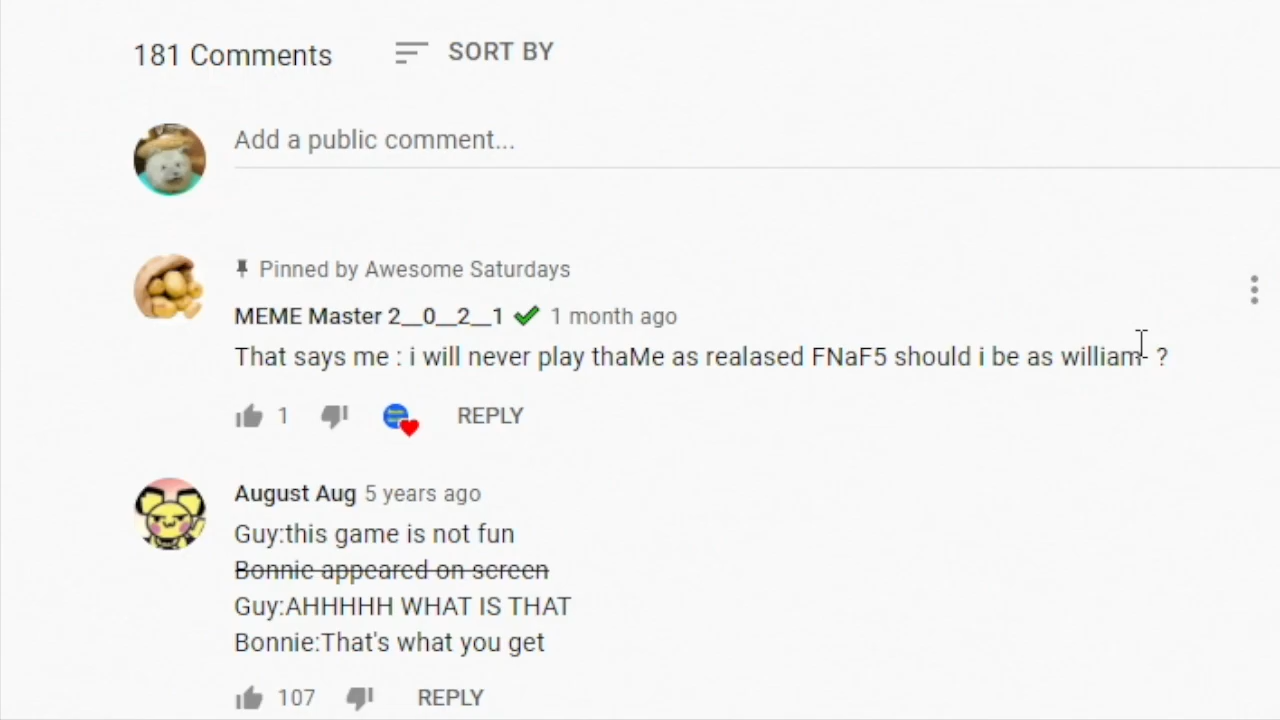 181 Comments
SORT BY
Add a public comment...
Pinned by Awesome Saturdays
MEME Master 2__0__2__1 1 month ago
That says me : i will never play thaMe as realased FNaF5 should i be as william- ?
1 REPLY
August Aug 5 years ago
Guy:this game is not fun
Bonnie appeared on screen
Guy:AHHHHH WHAT IS THAT
Bonnie:That's what you get
107 REPLY